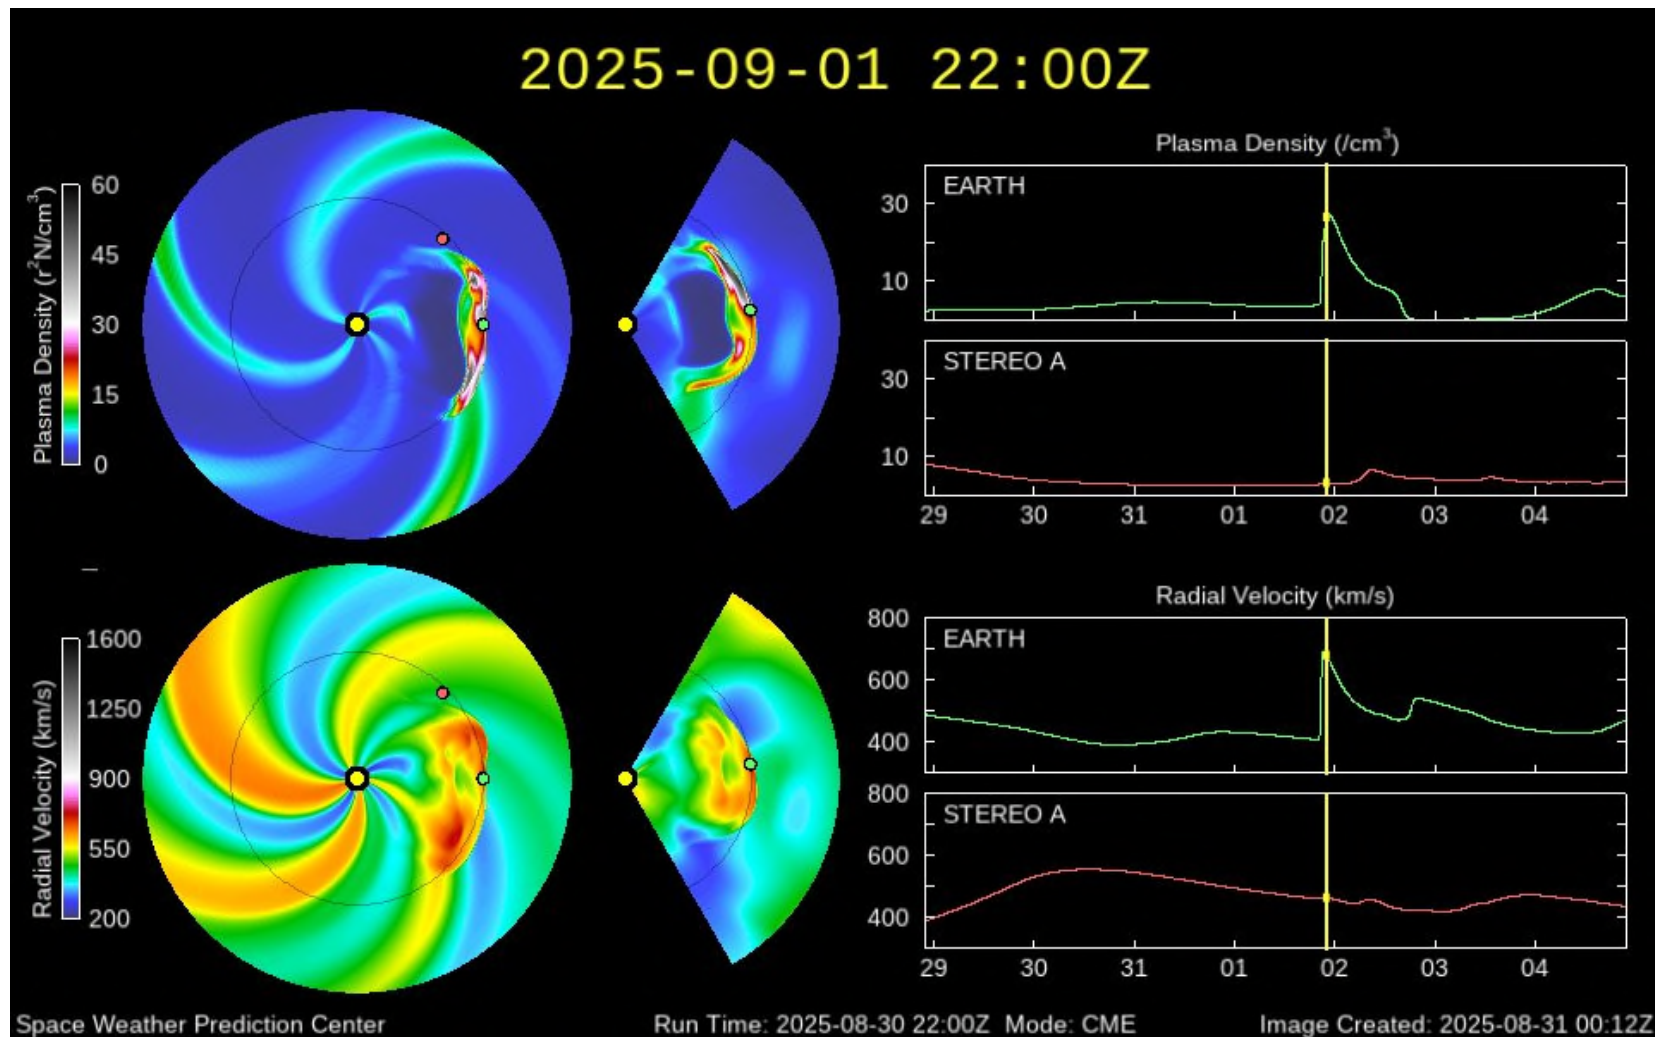 2025-09-01 22:00Z
Plasma Density (r²N/cm³)
60
45
30
15
0
Plasma Density (/cm³)
EARTH
30
10
STEREO A
30
10
29 30 31 01 02 03 04
Radial Velocity (km/s)
1600
1250
900
550
200
Radial Velocity (km/s)
800
EARTH
600
400
800
STEREO A
600
400
29 30 31 01 02 03 04
Space Weather Prediction Center Run Time: 2025-08-30 22:00Z Mode: CME Image Created: 2025-08-31 00:12Z